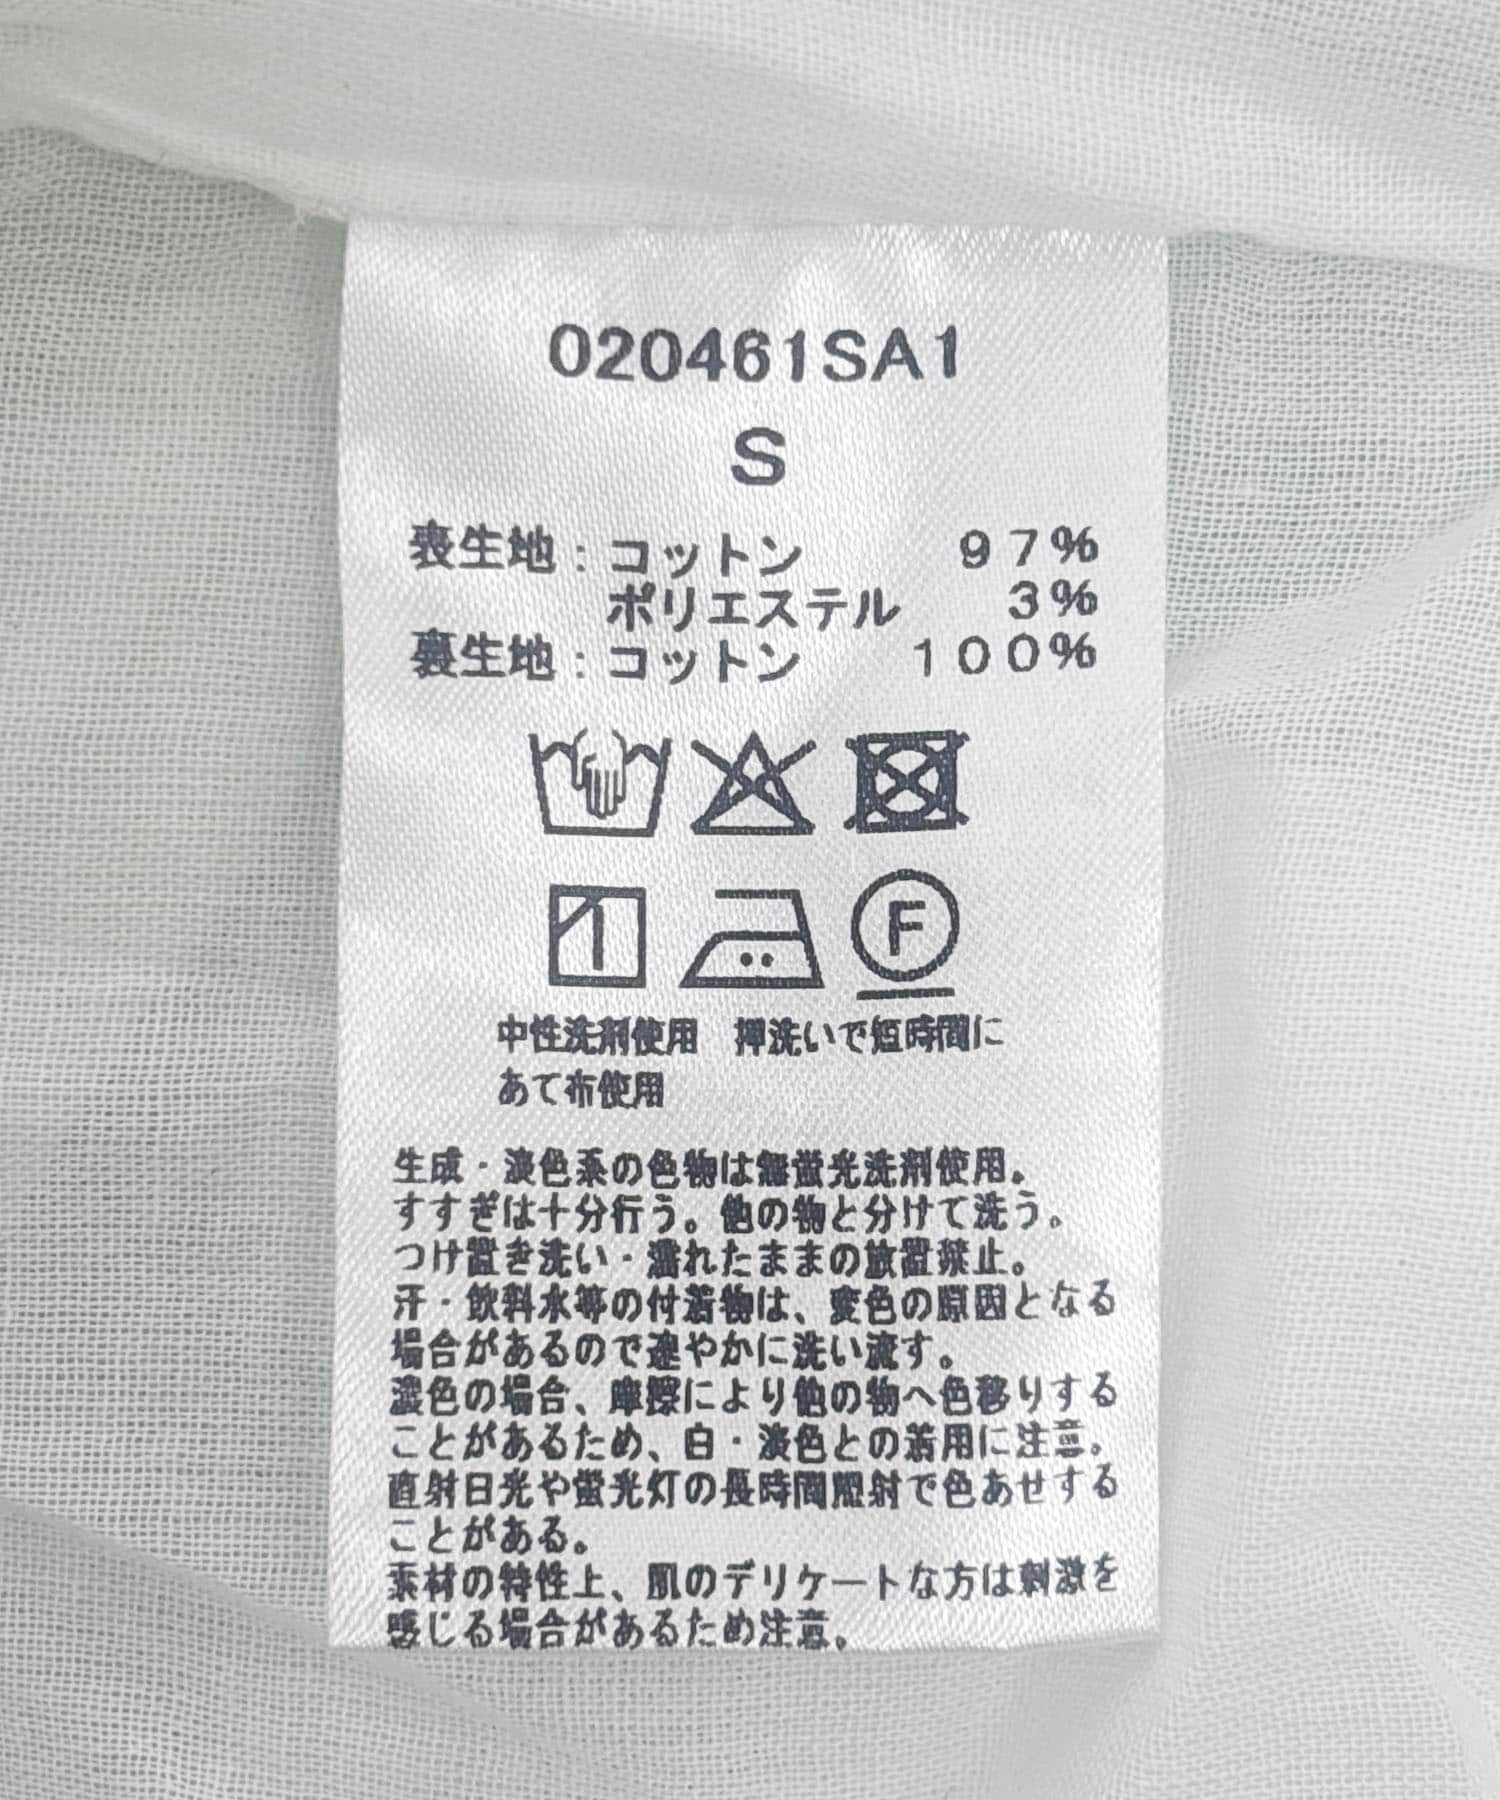 020461SA1
S
表生地:コットン 97%
ポリエステル 3%
裏生地:コットン 100%
F
中性洗剤使用 押洗いで短時間に
あて布使用
生成・淡色系の色物は無蛍光洗剤使用。
すすぎは十分行う。他の物と分けて洗う。
つけ置き洗い・濡れたままの放置禁止。
汗・飲料水等の付着物は、変色の原因となる
場合があるので速やかに洗い流す。
濃色の場合、摩擦により他の物へ色移りする
ことがあるため、白・淡色との着用に注意。
直射日光や蛍光灯の長時間照射で色あせする
ことがある。
素材の特性上、肌のデリケートな方は刺激を
感じる場合があるため注意。